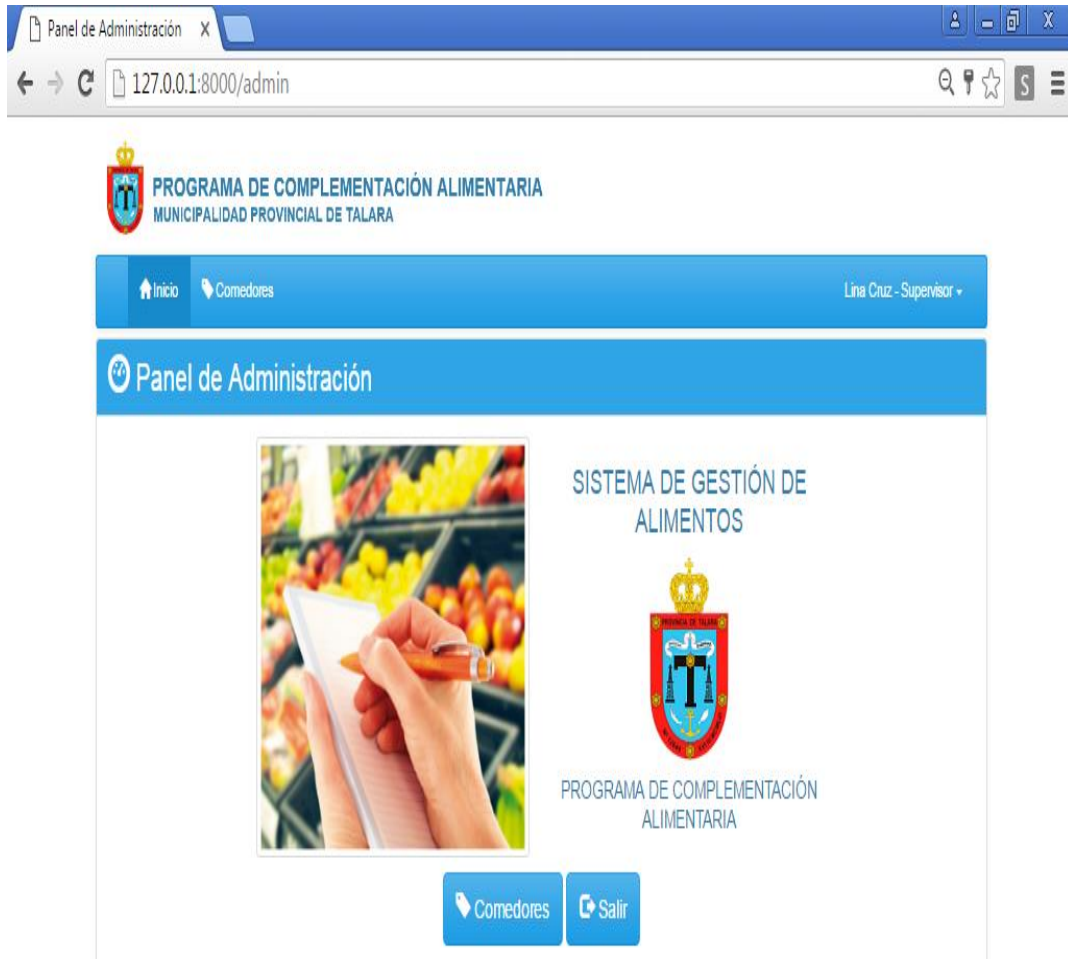 Panel de Administración
127.0.0.1:8000/admin
S
PROGRAMA DE COMPLEMENTACIÓN ALIMENTARIA
MUNICIPALIDAD PROVINCIAL DE TALARA
Inicio Comedores Lina Cruz - Supervisor
Panel de Administración
SISTEMA DE GESTIÓN DE
ALIMENTOS
PROVINCIA DE TALARA
T
PROGRAMA DE COMPLEMENTACIÓN
ALIMENTARIA
Comedores Salir